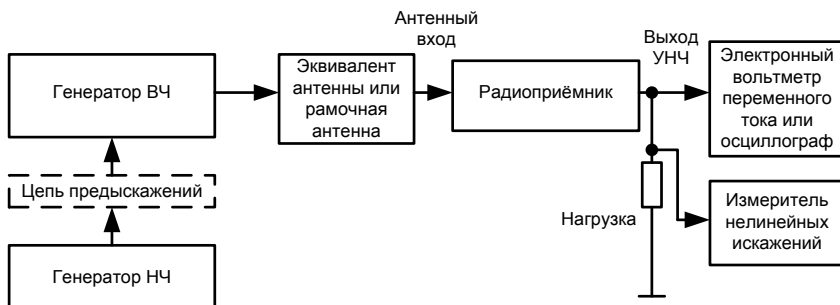 Антенный
вход
Выход
УНЧ
Генератор ВЧ
Эквивалент
антенны или
рамочная
антенна
Радиоприёмник
Электронный
вольтметр
переменного
тока или
осциллограф
Цепь предыскажений
Нагрузка
Измеритель
нелинейных
искажений
Генератор НЧ